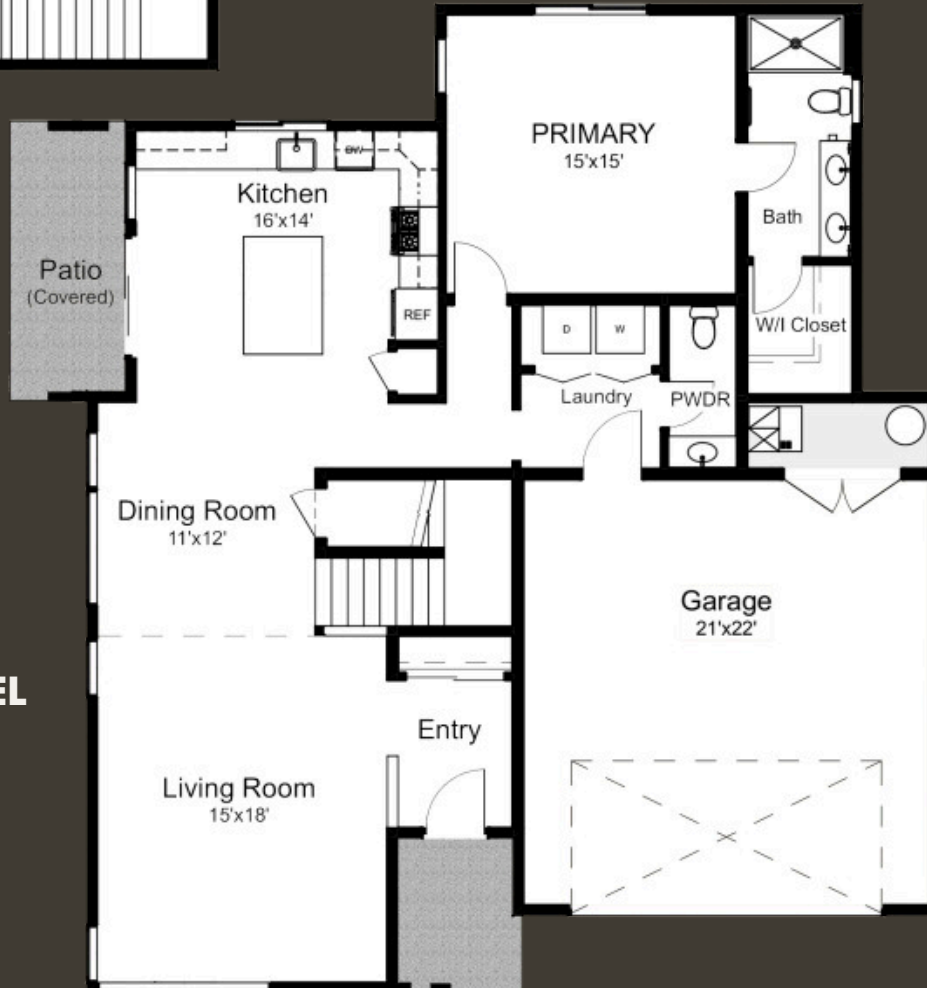 PRIMARY
15'x15'
Kitchen
16'x14'
DW
Bath
Patio
(Covered)
REF
D
W
W/I Closet
Laundry
PWDR
Dining Room
11'x12'
Garage
21'x22'
EL
Entry
Living Room
15'x18'